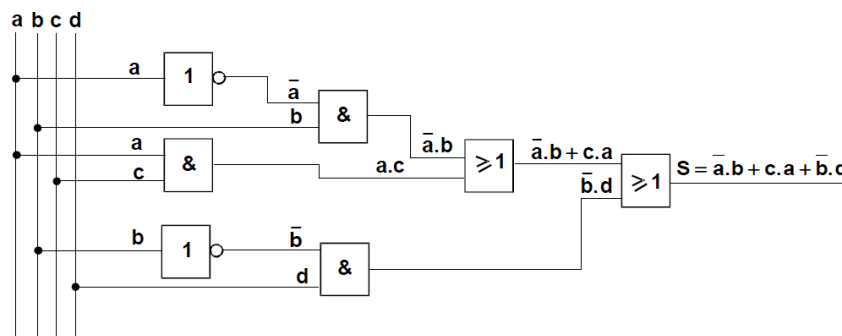 a b c d
a 1 a̅
b &
a̅.b
a & c
a.c
≥1 a̅.b + c.a
b̅.d
≥1 S = a̅.b + c.a + b̅.d
b 1 b̅
d &